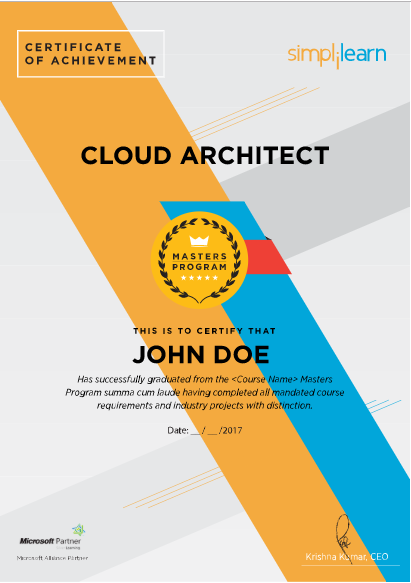 CERTIFICATE
OF ACHIEVEMENT
simplilearn
CLOUD ARCHITECT
MASTERS
PROGRAM
THIS IS TO CERTIFY THAT
JOHN DOE
Has successfully graduated from the <Course Name> Masters
Program summa cum laude having completed all mandated course
requirements and industry projects with distinction.
Date: __ / __ /2017
Microsoft Partner
Microsoft Alliance Partner
Krishna Kumar, CEO